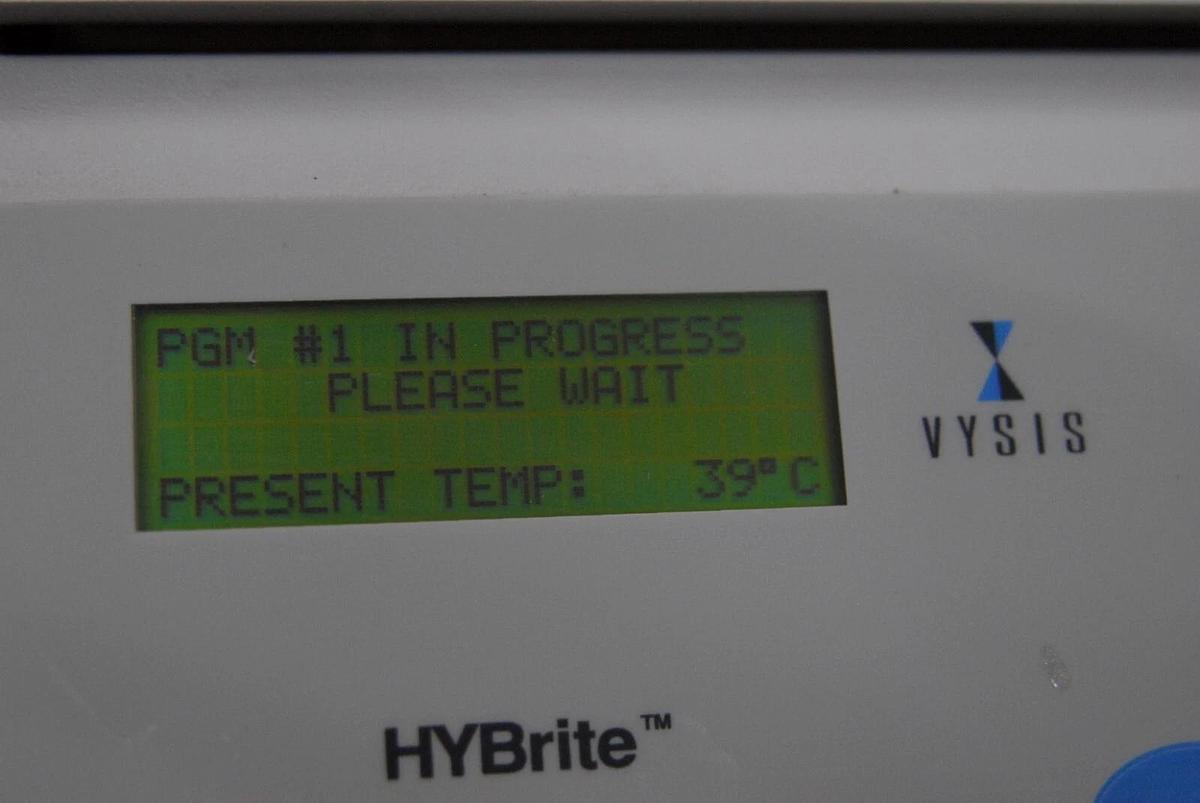 PGM #1 IN PROGRESS
PLEASE WAIT
PRESENT TEMP: 39°C
VYSIS
HYBrite™